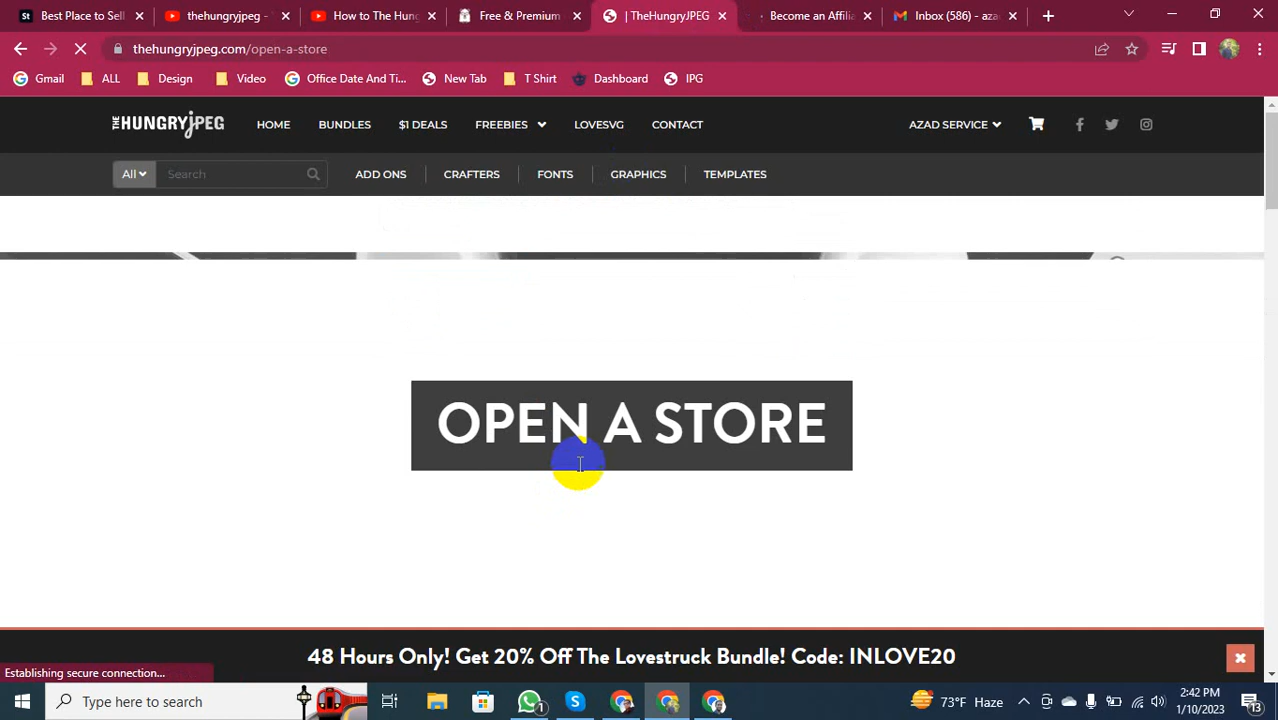 Best Place to Sell
thehungryjpeg -
How to The Hung
Free & Premium
| TheHungryJPEG
Become an Affilia
Inbox (586) - aza
thehungryjpeg.com/open-a-store
Gmail
ALL
Design
Video
Office Date And Ti...
New Tab
T Shirt
Dashboard
IPG
THE HUNGRYJPEG
HOME
BUNDLES
$1 DEALS
FREEBIES
LOVESVG
CONTACT
AZAD SERVICE
All
Search
ADD ONS
CRAFTERS
FONTS
GRAPHICS
TEMPLATES
OPEN A STORE
48 Hours Only! Get 20% Off The Lovestruck Bundle! Code: INLOVE20
Establishing secure connection...
Type here to search
1
73°F Haze
2:42 PM
1/10/2023
13